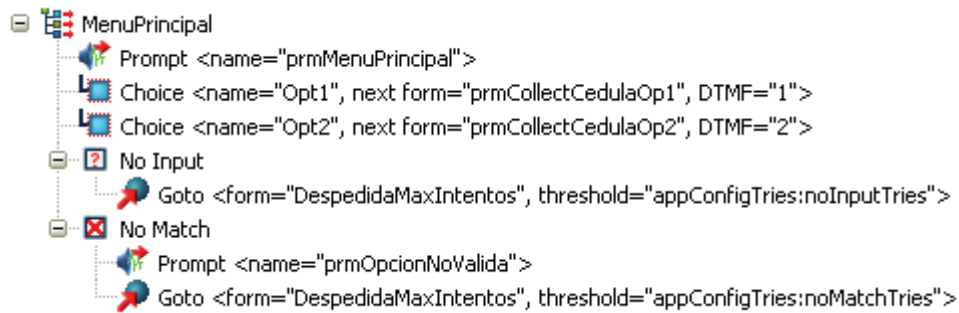 MenuPrincipal
Prompt <name="prmMenuPrincipal">
Choice <name="Opt1", next form="prmCollectCedulaOp1", DTMF="1">
Choice <name="Opt2", next form="prmCollectCedulaOp2", DTMF="2">
No Input
Goto <form="DespedidaMaxIntentos", threshold="appConfigTries:noInputTries">
No Match
Prompt <name="prmOpcionNoValida">
Goto <form="DespedidaMaxIntentos", threshold="appConfigTries:noMatchTries">